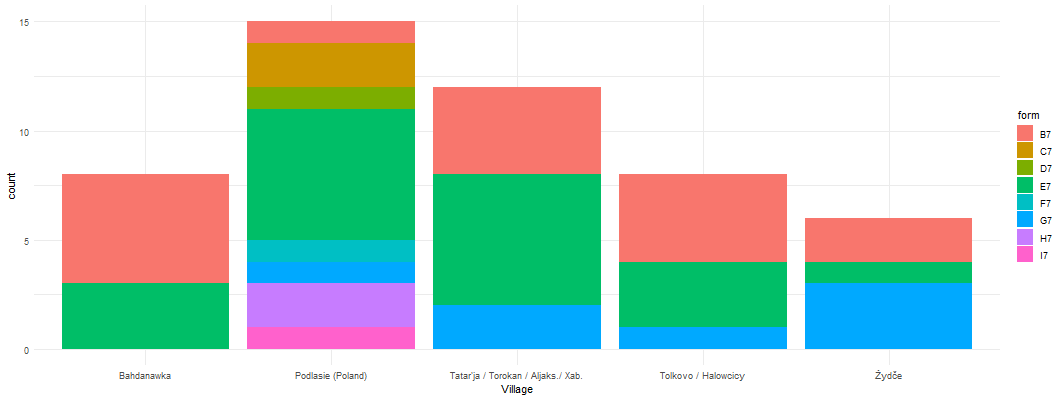 15
10
5
0
count
Bahdanawka
Podlasie (Poland)
Tatar'ja / Torokan / Aljaks./ Xab.
Tolkovo / Halowcicy
Žydče
Village
form
B7
C7
D7
E7
F7
G7
H7
I7